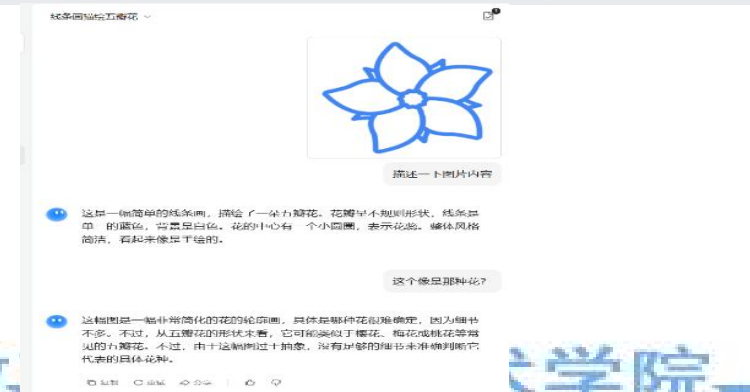 线条画描绘五瓣花
1
描述一下图片内容
这是一幅简单的线条画，描绘了一朵五瓣花。花瓣呈不规则形状，线条是
单一的蓝色，背景是白色。花的中心有一个小圆圈，表示花蕊。整体风格
简洁，看起来像是手绘的。
这个像是那种花？
这幅图是一幅非常简化的花的轮廓画，具体是哪种花很难确定，因为细节
不多。不过，从五瓣花的形状来看，它可能类似于樱花、梅花或桃花等常
见的五瓣花。不过，由于这幅图过于抽象，没有足够的细节来准确判断它
代表的具体花种。
复制 重试 分享
术学院